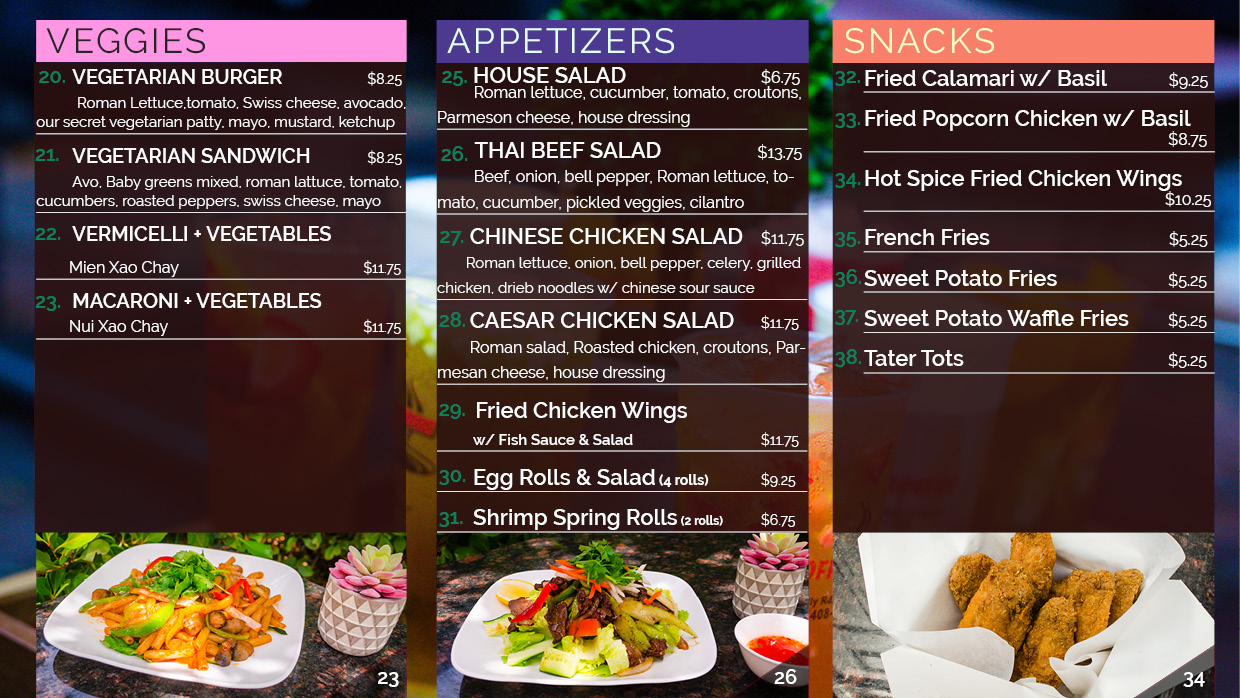 VEGGIES
20. VEGETARIAN BURGER $8.25
Roman Lettuce,tomato, Swiss cheese, avocado,
our secret vegetarian patty, mayo, mustard, ketchup
21. VEGETARIAN SANDWICH $8.25
Avo, Baby greens mixed, roman lattuce, tomato,
cucumbers, roasted peppers, swiss cheese, mayo
22. VERMICELLI + VEGETABLES
Mien Xao Chay $11.75
23. MACARONI + VEGETABLES
Nui Xao Chay $11.75
23
APPETIZERS
25. HOUSE SALAD $6.75
Roman lettuce, cucumber, tomato, croutons,
Parmeson cheese, house dressing
26. THAI BEEF SALAD $13.75
Beef, onion, bell pepper, Roman lettuce, to-
mato, cucumber, pickled veggies, cilantro
27. CHINESE CHICKEN SALAD $11.75
Roman lettuce, onion, bell pepper, celery, grilled
chicken, drieb noodles w/ chinese sour sauce
28. CAESAR CHICKEN SALAD $11.75
Roman salad, Roasted chicken, croutons, Par-
mesan cheese, house dressing
29. Fried Chicken Wings
w/ Fish Sauce & Salad $11.75
30. Egg Rolls & Salad (4 rolls) $9.25
31. Shrimp Spring Rolls (2 rolls) $6.75
26
SNACKS
32. Fried Calamari w/ Basil $9.25
33. Fried Popcorn Chicken w/ Basil
$8.75
34. Hot Spice Fried Chicken Wings
$10.25
35. French Fries $5.25
36. Sweet Potato Fries $5.25
37. Sweet Potato Waffle Fries $5.25
38. Tater Tots $5.25
34